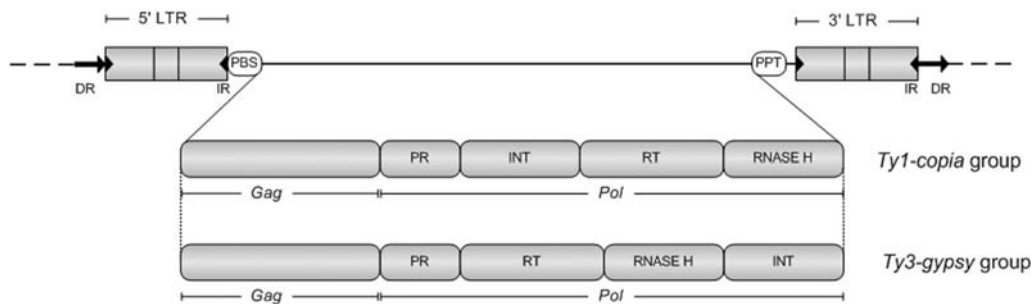 5' LTR 3' LTR
PBS PPT
DR IR IR DR
PR INT RT RNASE H Ty1-copia group
Gag Pol
PR RT RNASE H INT Ty3-gypsy group
Gag Pol